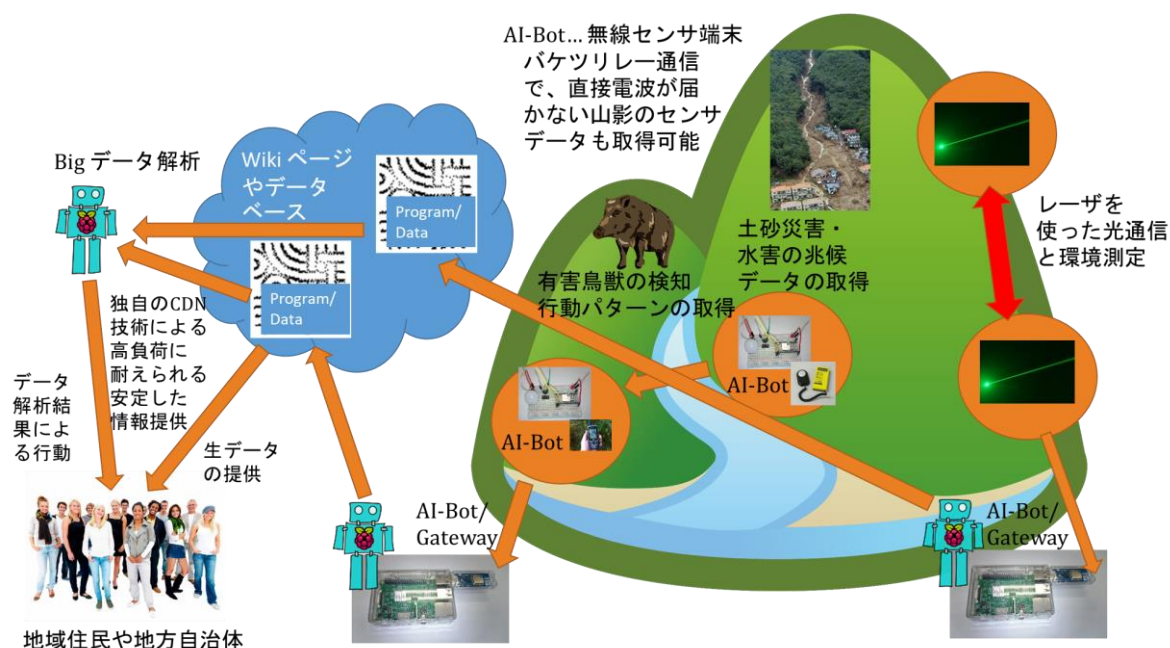 AI-Bot…無線センサ端末
バケツリレー通信
で、直接電波が届
かない山影のセンサ
データも取得可能
Big データ解析
Wiki ページ
やデータ
ベース
Program/
Data
Program/
Data
レーザを
使った光通信
と環境測定
土砂災害・
水害の兆候
データの取得
有害鳥獣の検知
行動パターンの取得
独自のCDN
技術による
高負荷に
耐えられる
安定した
情報提供
データ
解析結
果によ
る行動
生データ
の提供
AI-Bot
AI-Bot
AI-Bot/
Gateway
AI-Bot/
Gateway
地域住民や地方自治体